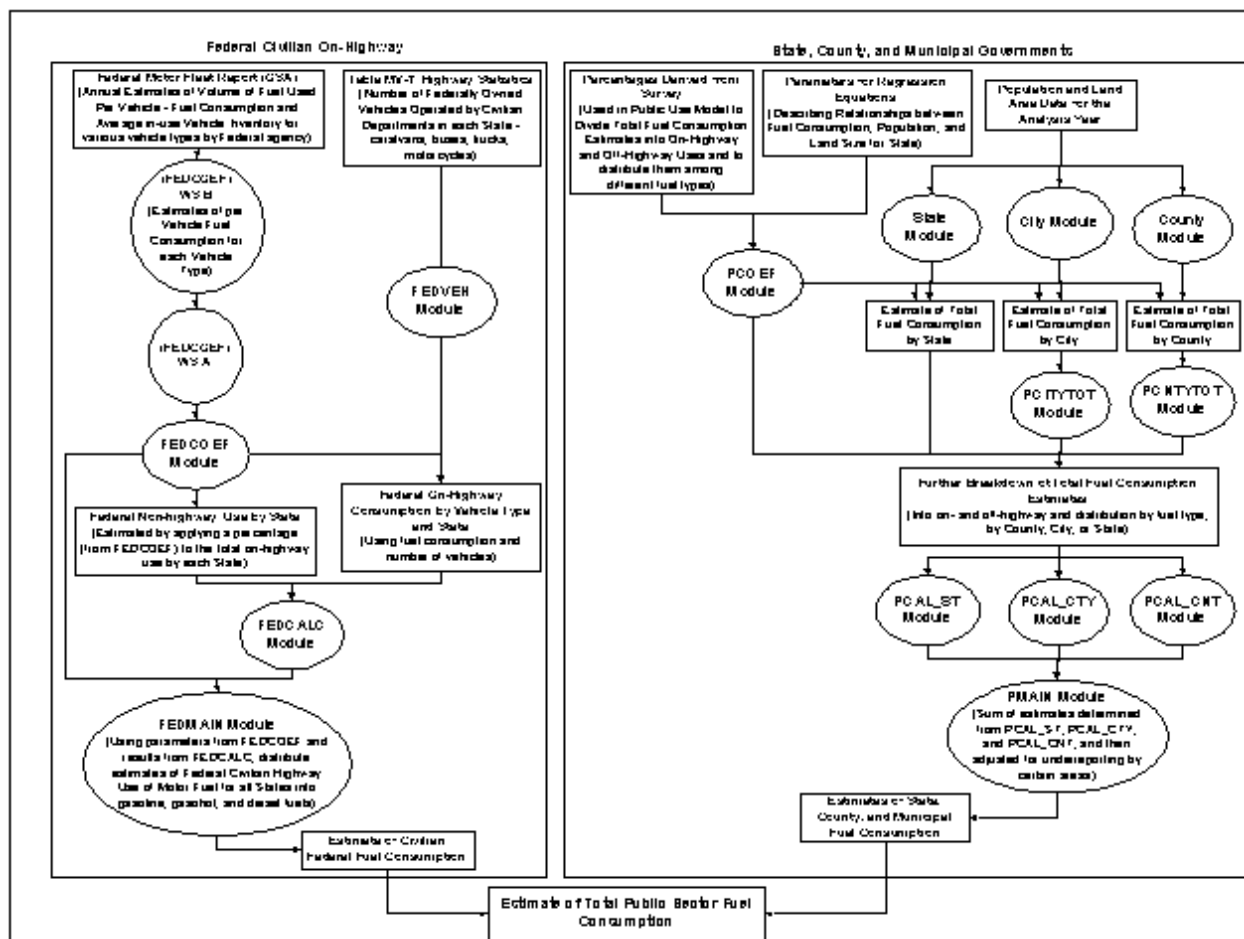 Federal Civilian On-Highway
Federal Motor Fleet Report (GSA)
(Annual Estimates of Volume of Fuel Used
Per Vehicle - Fuel Consumption and
Average in-use Vehicle Inventory for
various vehicle types by Federal agency)
Table MV-7 Highway Statistics
(Number of Federally Owned
Vehicles Operated by Civilian
Departments in each State -
cars/vans, buses, trucks,
motorcycles)
(FEDCOEF)
WS B
(Estimates of per
Vehicle Fuel
Consumption for
each Vehicle
Type)
FEDVEH
Module
(FEDCOEF)
WS A
FEDCOEF
Module
Federal Non-highway Use by State
(Estimated by applying a percentage
(from FEDCOEF) to the total on-highway
use by each State)
Federal On-Highway
Consumption by Vehicle Type
and State
(Using fuel consumption and
number of vehicles)
FEDCALC
Module
FEDMAIN Module
(Using parameters from FEDCOEF and
results from FEDCALC, distribute
estimates of Federal Civilian Highway
Use of Motor Fuel for all States into
gasoline, gasohol, and diesel fuels)
Estimate of Civilian
Federal Fuel Consumption
State, County, and Municipal Governments
Percentages Derived from
Survey
(Used in Public Use Model to
Divide Total Fuel Consumption
Estimates into On-Highway
and Off-Highway Uses and to
distribute them among
different fuel types)
Parameters for Regression
Equations
(Describing Relationships between
Fuel Consumption, Population, and
Land Size for State)
Population and Land
Area Data for the
Analysis Year
State
Module
City Module
County
Module
PCOEF
Module
Estimate of Total
Fuel Consumption
by State
Estimate of Total
Fuel Consumption
by City
Estimate of Total
Fuel Consumption
by County
PCITYTOT
Module
PCNTYTOT
Module
Further Breakdown of Total Fuel Consumption
Estimates
(Into on- and off-highway and distribution by fuel type,
by County, City, or State)
PCAL_ST
Module
PCAL_CTY
Module
PCAL_CNT
Module
PMAIN Module
(Sum of estimates determined
from PCAL_ST, PCAL_CTY,
and PCAL_CNT, and then
adjusted for underreporting by
certain areas)
Estimates of State,
County, and Municipal
Fuel Consumption
Estimate of Total Public Sector Fuel
Consumption